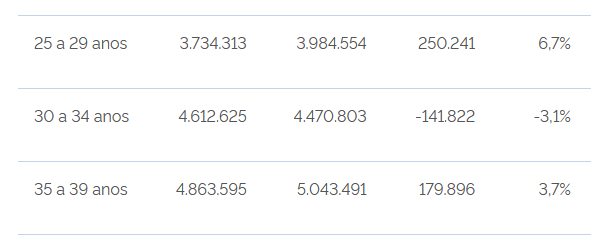 25 a 29 anos 3.734.313 3.984.554 250.241 6,7%
30 a 34 anos 4.612.625 4.470.803 -141.822 -3,1%
35 a 39 anos 4.863.595 5.043.491 179.896 3,7%